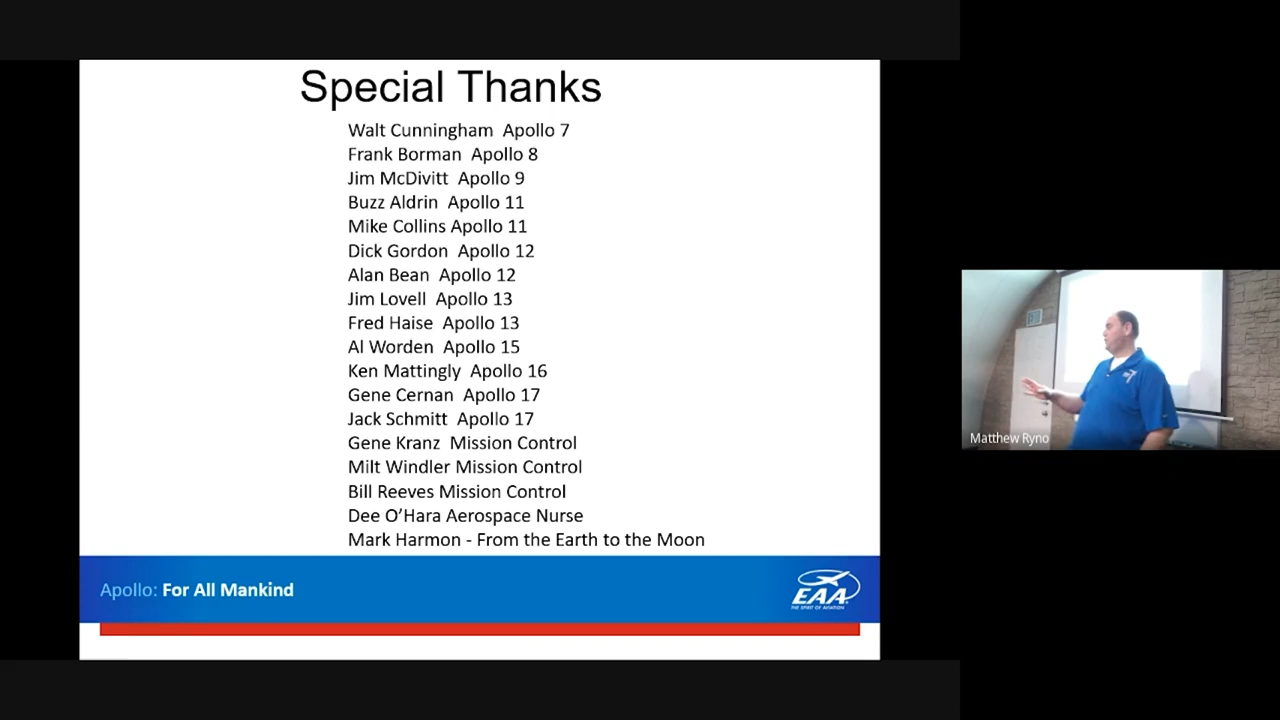 Special Thanks
Walt Cunningham Apollo 7
Frank Borman Apollo 8
Jim McDivitt Apollo 9
Buzz Aldrin Apollo 11
Mike Collins Apollo 11
Dick Gordon Apollo 12
Alan Bean Apollo 12
Jim Lovell Apollo 13
Fred Haise Apollo 13
Al Worden Apollo 15
Ken Mattingly Apollo 16
Gene Cernan Apollo 17
Jack Schmitt Apollo 17
Gene Kranz Mission Control
Milt Windler Mission Control
Bill Reeves Mission Control
Dee O’Hara Aerospace Nurse
Mark Harmon - From the Earth to the Moon
Apollo: For All Mankind
EAA
THE SPIRIT OF AVIATION
Matthew Ryno